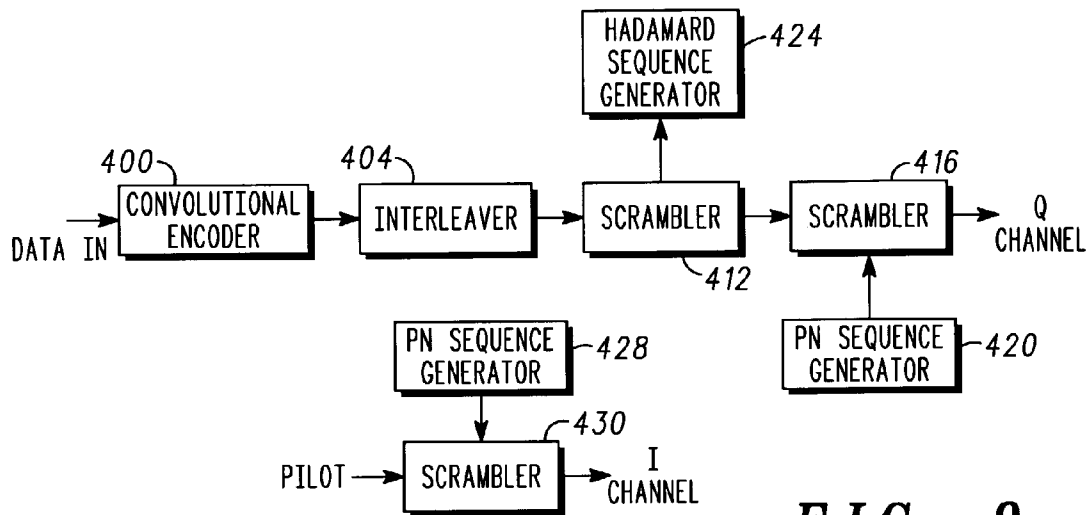 HADAMARD
SEQUENCE
GENERATOR
424
400
404
416
CONVOLUTIONAL
ENCODER
INTERLEAVER
SCRAMBLER
SCRAMBLER
Q
CHANNEL
DATA IN
412
PN SEQUENCE
GENERATOR
428
PN SEQUENCE
GENERATOR
420
430
PILOT
SCRAMBLER
I
CHANNEL